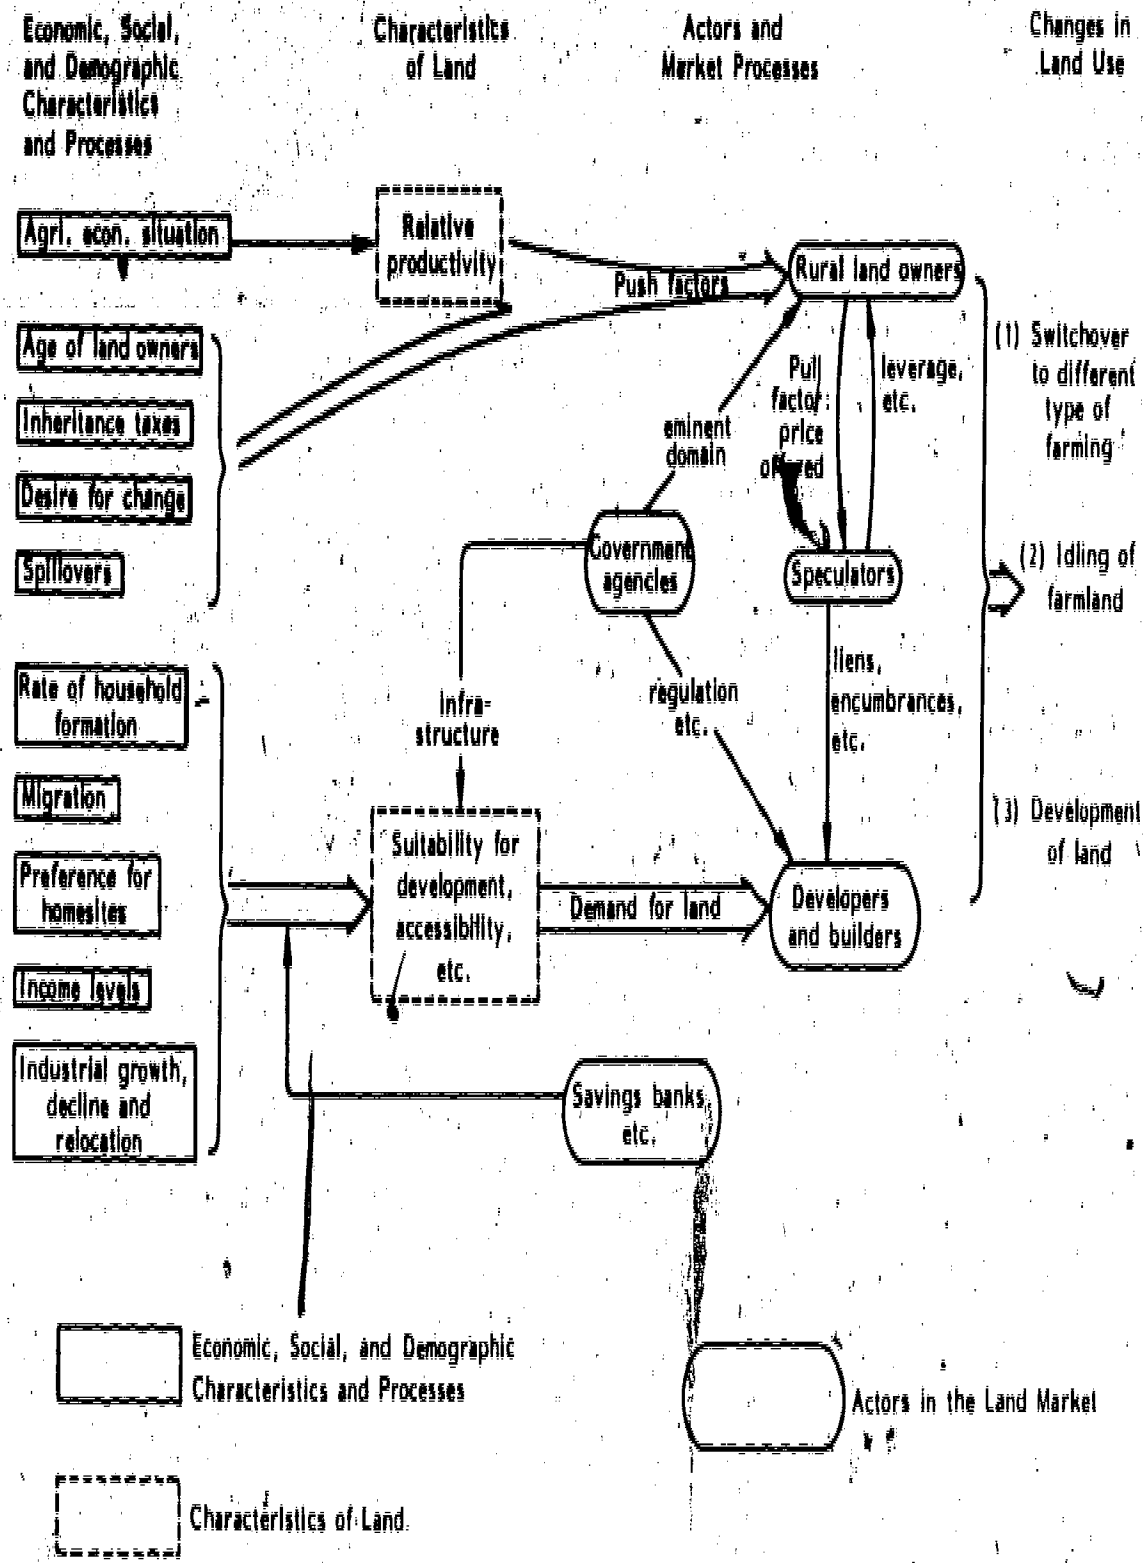 Economic, Social,
and Demographic
Characteristics
and Processes
Characteristics
of Land
Actors and
Market Processes
Changes in
Land Use
Agri. econ. situation
Relative
productivity
Push factors
Rural land owners
Age of land owners
Inheritance taxes
Desire for change
Spillovers
eminent
domain
Pull
factor:
price
offered
leverage,
etc.
(1) Switchover
to different
type of
farming
Government
agencies
Speculators
(2) Idling of
farmland
Rate of household
formation
Migration
Preference for
homesites
Income levels
Industrial growth,
decline and
relocation
Infra-
structure
regulation
etc.
liens,
encumbrances,
etc.
Suitability for
development,
accessibility,
etc.
Demand for land
Developers
and builders
(3) Development
of land
Savings banks,
etc.
Economic, Social, and Demographic
Characteristics and Processes
Actors in the Land Market
Characteristics of Land